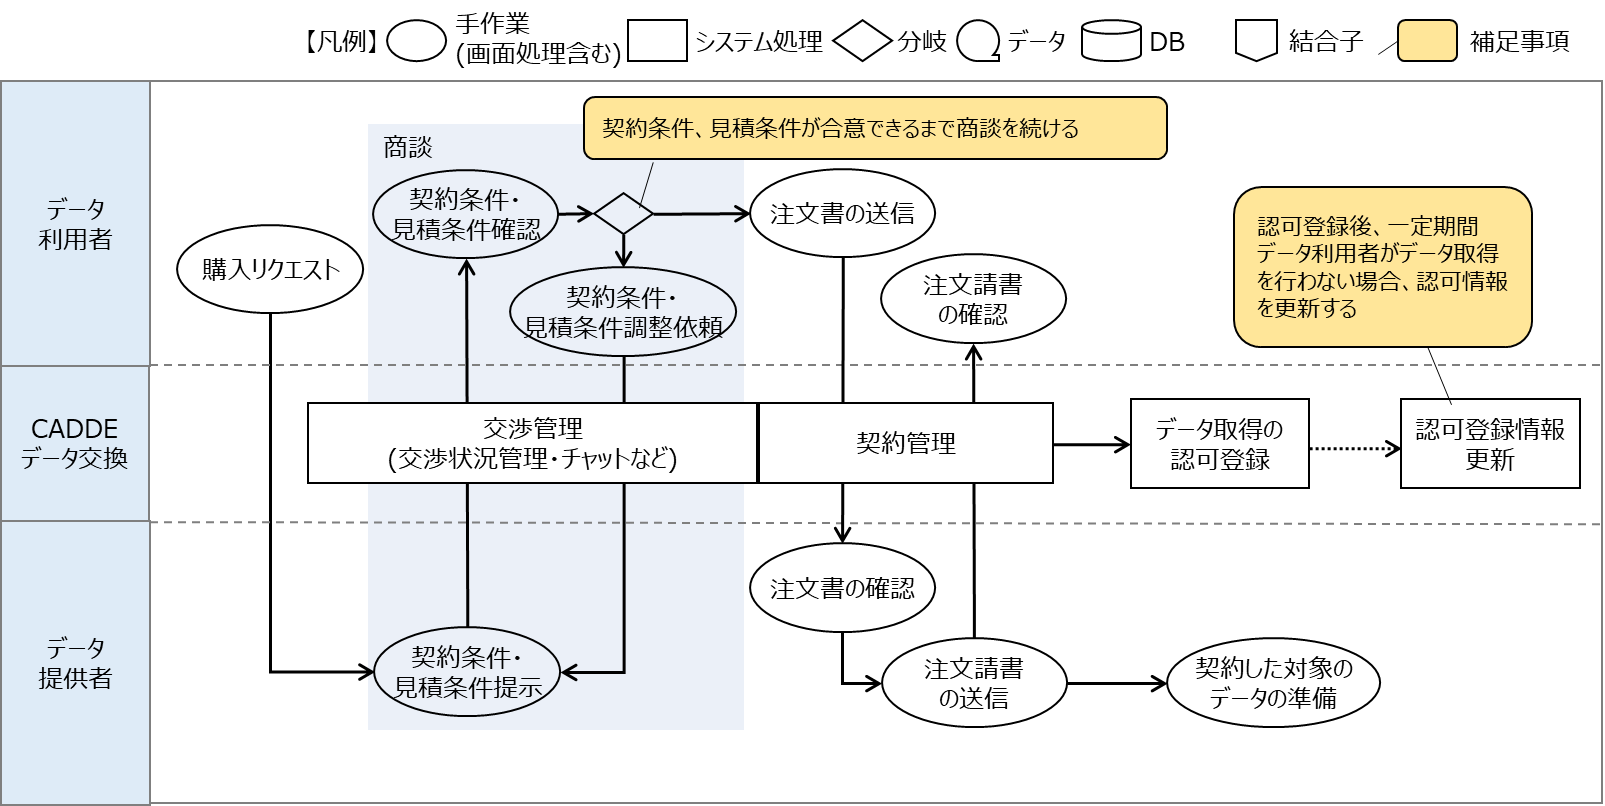 【凡例】
手作業
(画面処理含む)
システム処理
分岐
データ
DB
結合子
補足事項
データ
利用者
購入リクエスト
商談
契約条件・
見積条件確認
契約条件、見積条件が合意できるまで商談を続ける
契約条件・
見積条件調整依頼
注文書の送信
注文請書
の確認
認可登録後、一定期間
データ利用者がデータ取得
を行わない場合、認可情報
を更新する
CADDE
データ交換
交渉管理
(交渉状況管理・チャットなど)
契約管理
データ取得の
認可登録
認可登録情報
更新
データ
提供者
契約条件・
見積条件提示
注文書の確認
注文請書
の送信
契約した対象の
データの準備